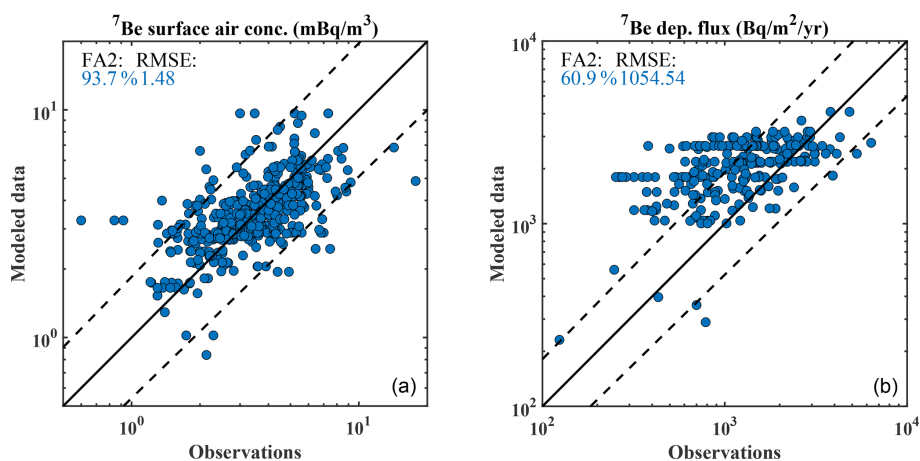 ⁷Be surface air conc. (mBq/m³)
FA2: RMSE:
93.7 % 1.48
10¹
10⁰
Modeled data
10⁰ 10¹
Observations
(a)
⁷Be dep. flux (Bq/m²/yr)
FA2: RMSE:
60.9 % 1054.54
10⁴
10³
10²
Modeled data
10² 10³ 10⁴
Observations
(b)